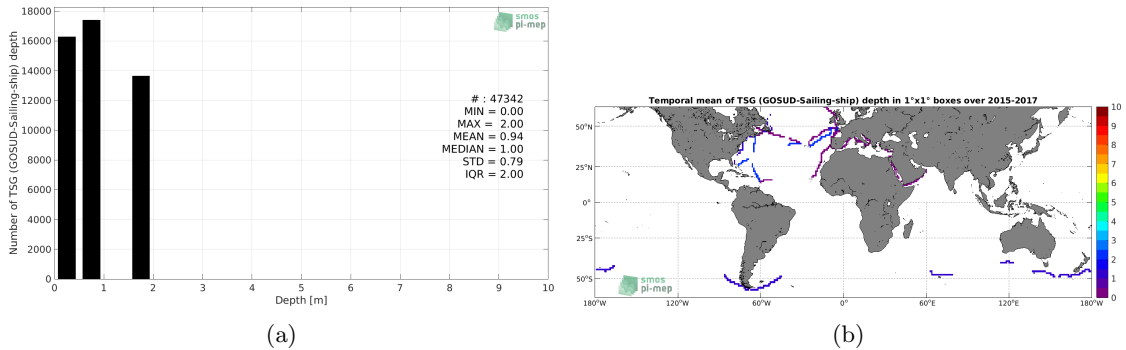 18000
16000
14000
12000
10000
8000
6000
4000
2000
0
Number of TSG (GOSUD-Sailing-ship) depth
smos
pi-mep
# : 47342
MIN = 0.00
MAX = 2.00
MEAN = 0.94
MEDIAN = 1.00
STD = 0.79
IQR = 2.00
0 1 2 3 4 5 6 7 8 9 10
Depth [m]
(a)
Temporal mean of TSG (GOSUD-Sailing-ship) depth in 1°x1° boxes over 2015-2017
50°N
25°N
0°
25°S
50°S
smos
pi-mep
180°W 120°W 60°W 0° 60°E 120°E 180°W
10
9
8
7
6
5
4
3
2
1
0
(b)